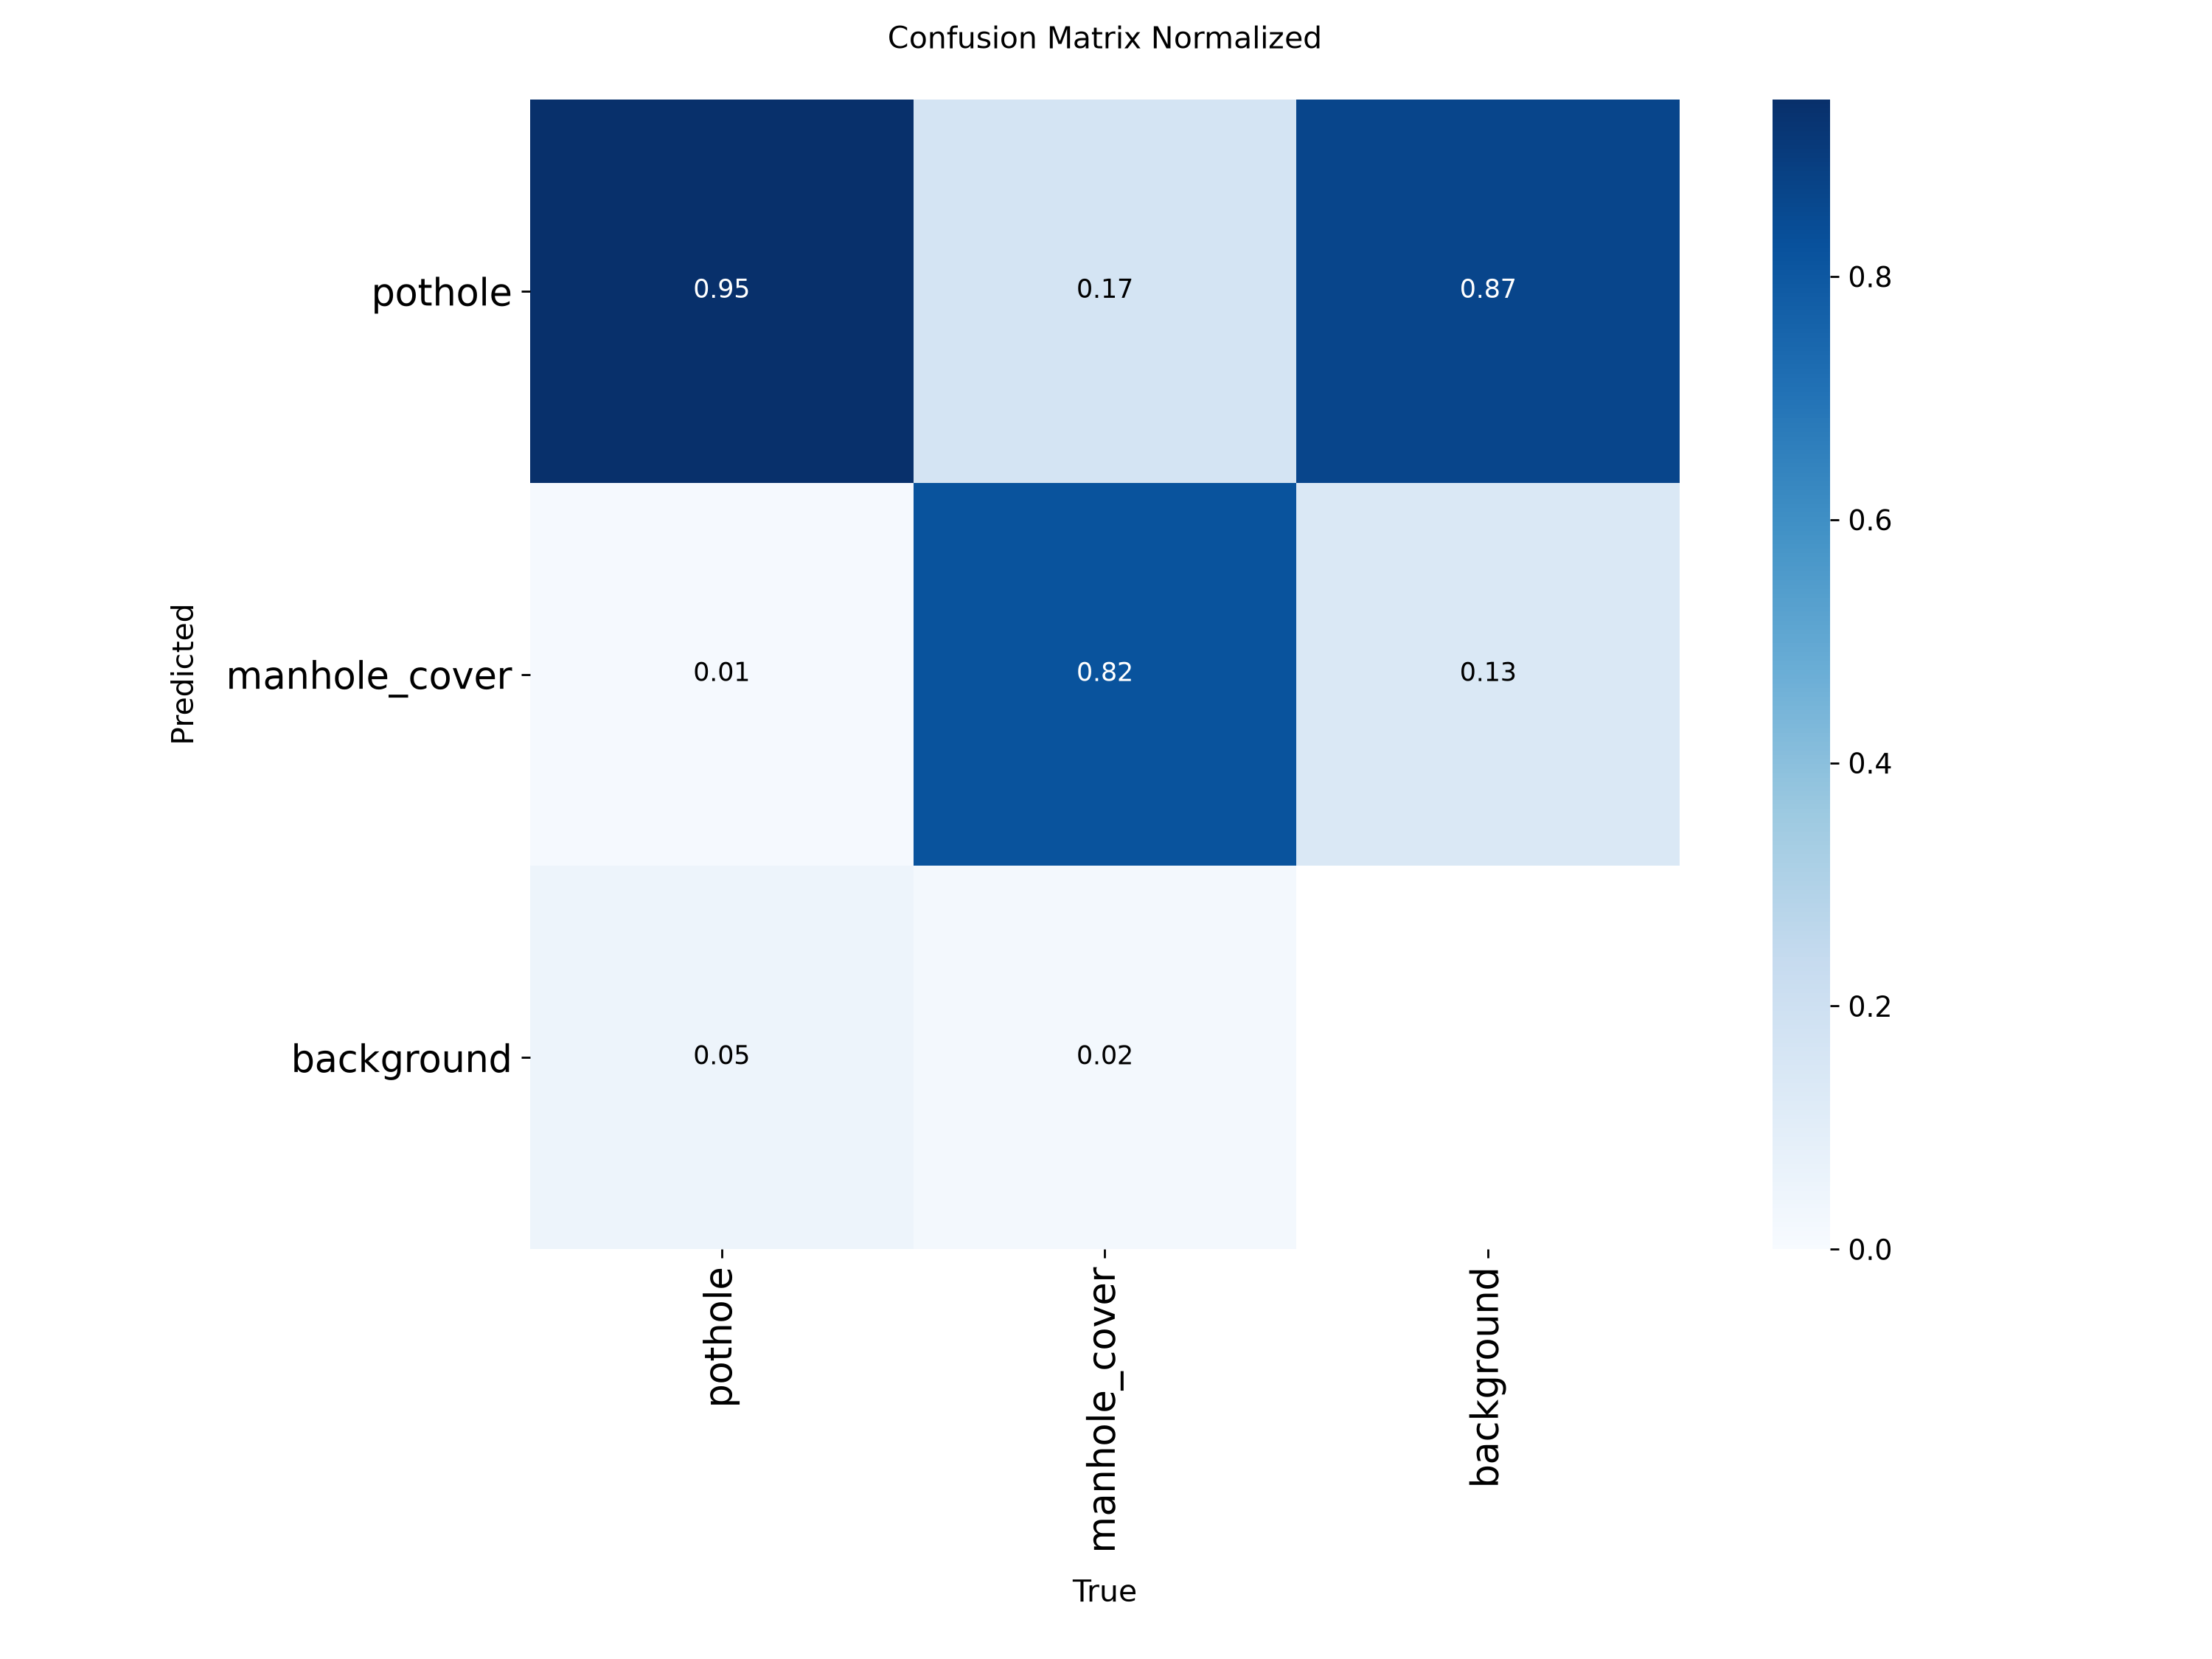 Confusion Matrix Normalized
Predicted
pothole
0.95
0.17
0.87
manhole_cover
0.01
0.82
0.13
background
0.05
0.02
pothole
manhole_cover
background
True
0.8
0.6
0.4
0.2
0.0